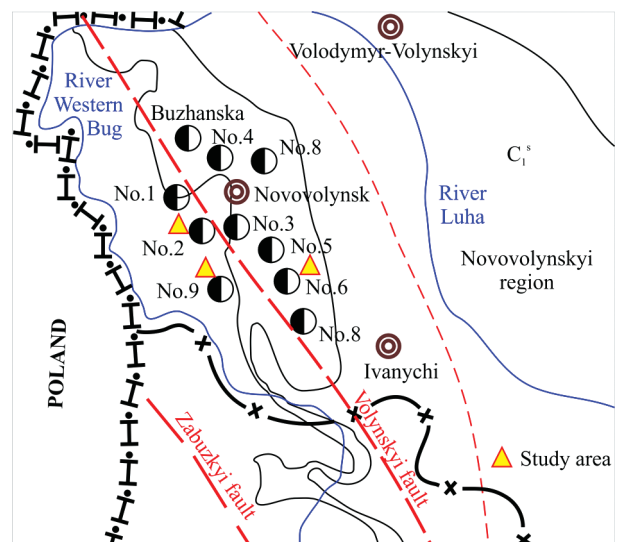 Volodymyr-Volynskyi
River
Western
Bug
Buzhanska
No.4
No.8
C₁ˢ
No.1
Novovolynsk
River
Luha
No.3
No.2
No.5
Novovolynskyi
region
No.9
No.6
No.8
POLAND
Ivanychi
Zabuzkyi fault
Volynskyi fault
Study area